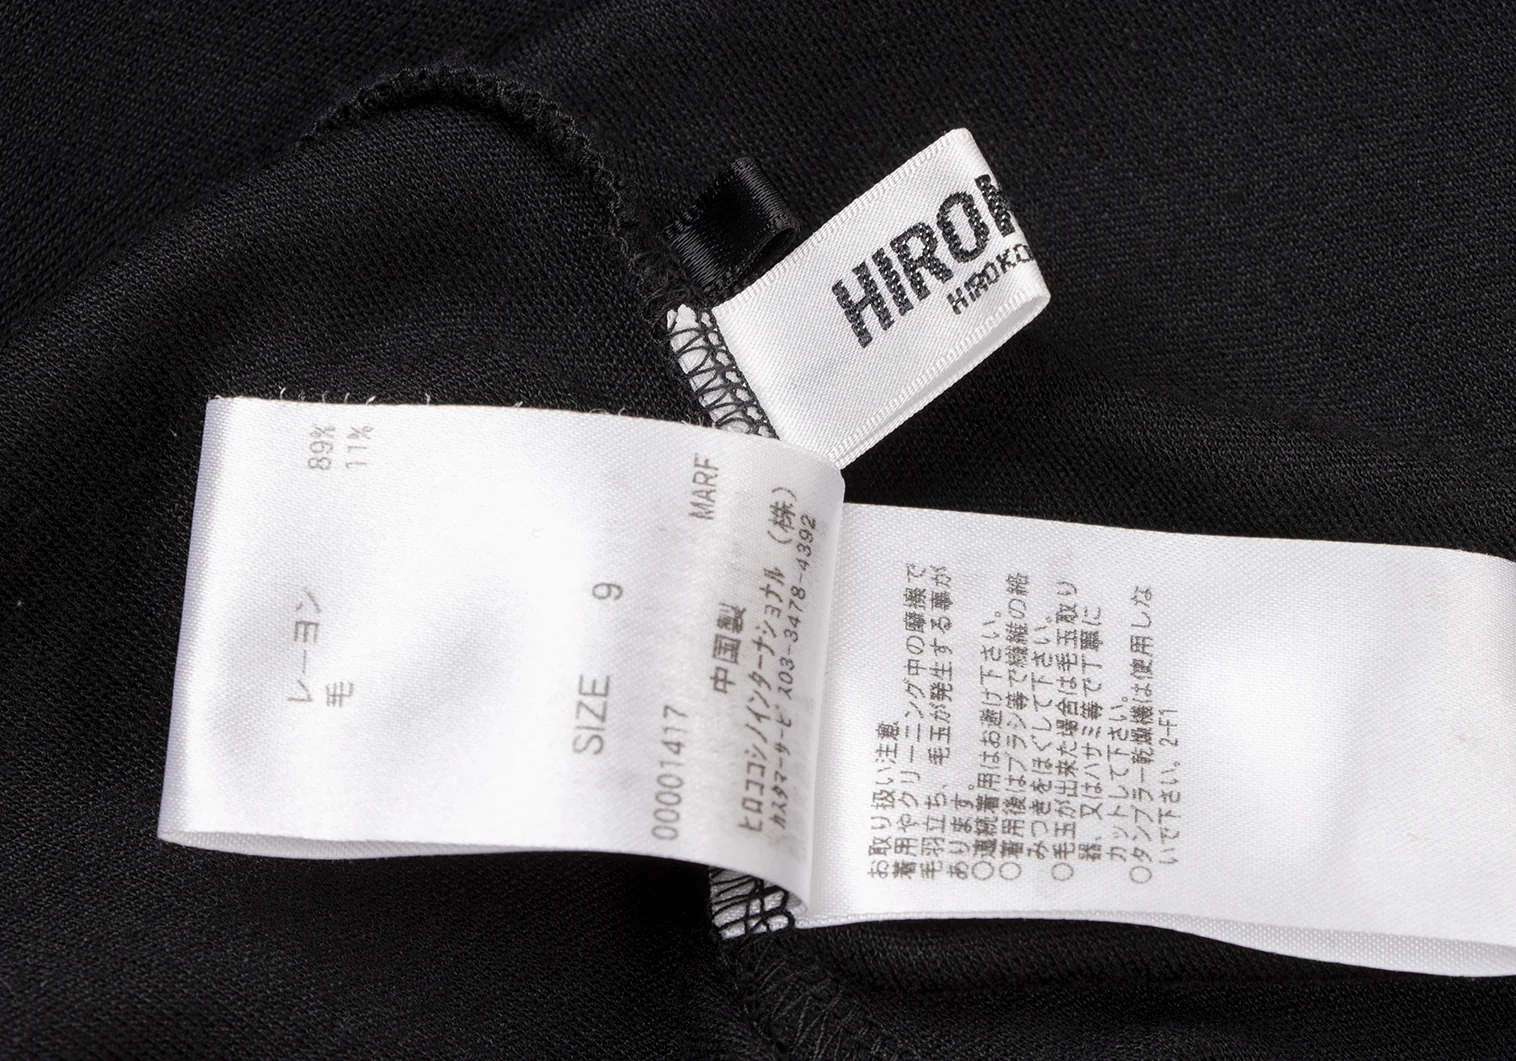 HIROK
HIROKO
レーヨン 89%
毛 11%
SIZE 9
00001417 MARF
中国製
ヒロココシノインターナショナル（株）
カスタマーサービス03-3478-4392
お取り扱い注意
着用やクリーニング中の摩擦で
毛羽立ち、毛玉が発生する事が
あります。
○連続着用はお避け下さい。
○着用後はブラシ等で繊維の絡
みつきをほぐして下さい。
○毛玉が出来た場合は毛玉取り
器、又はハサミ等で丁寧に
カットして下さい。
○タンブラー乾燥機は使用しな
いで下さい。2-F1